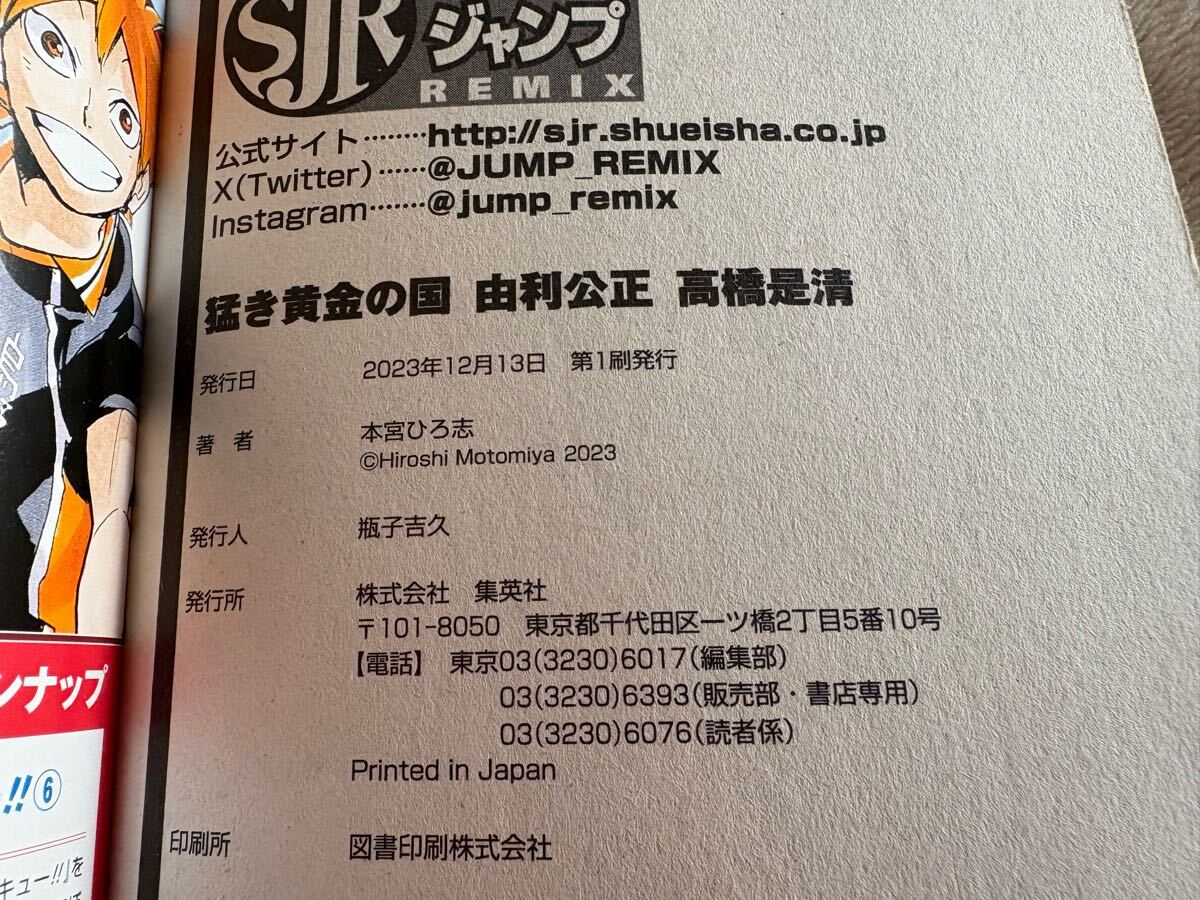 SJR ジャンプ
REMIX
公式サイト········http://sjr.shueisha.co.jp
X(Twitter)······@JUMP_REMIX
Instagram·······@jump_remix
猛き黄金の国 由利公正 高橋是清
発行日 2023年12月13日 第1刷発行
著 者 本宮ひろ志
©Hiroshi Motomiya 2023
発行人 瓶子吉久
発行所 株式会社 集英社
〒101-8050 東京都千代田区一ツ橋2丁目5番10号
【電話】 東京03(3230)6017(編集部)
03(3230)6393(販売部・書店専用)
03(3230)6076(読者係)
Printed in Japan
印刷所 図書印刷株式会社
ンナップ
!!⑥
キュー!!』を